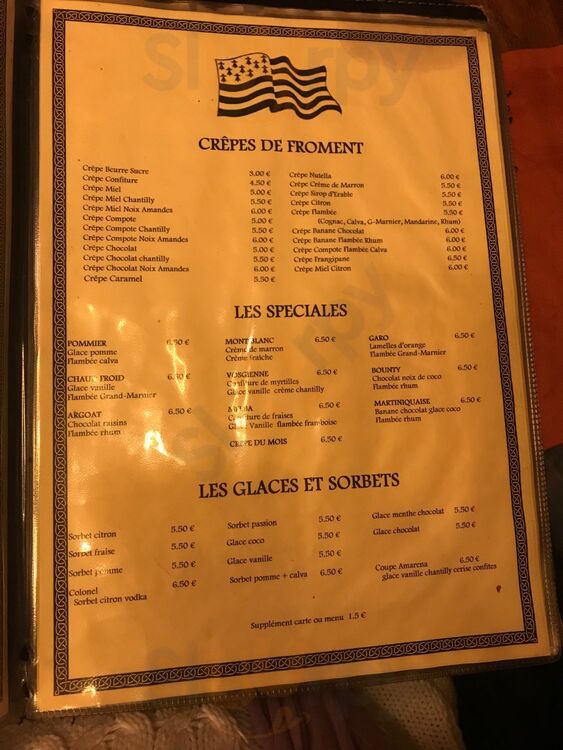 CRÊPES DE FROMENT
Crêpe Beurre Sucre 3.00 €
Crêpe Confiture 4.50 €
Crêpe Miel 5.00 €
Crêpe Miel Chantilly 5.50 €
Crêpe Miel Noix Amandes 6.00 €
Crêpe Compote 5.00 €
Crêpe Compote Chantilly 5.50 €
Crêpe Compote Noix Amandes 6.00 €
Crêpe Chocolat 5.00 €
Crêpe Chocolat chantilly 5.50 €
Crêpe Chocolat Noix Amandes 6.00 €
Crêpe Caramel 5.50 €
Crêpe Nutella 6.00 €
Crêpe Crème de Marron 5.50 €
Crêpe Sirop d'Erable 5.50 €
Crêpe Citron 5.50 €
Crêpe Flambée 5.50 €
(Cognac, Calva, G-Marnier, Mandarine, Rhum)
Crêpe Banane Chocolat 6.00 €
Crêpe Banane Flambée Rhum 6.00 €
Crêpe Compote Flambée Calva 6.00 €
Crêpe Frangipane 6.50 €
Crêpe Miel Citron 6.00 €
LES SPECIALES
POMMIER 6.50 €
Glace pomme
Flambée calva
CHAUD FROID 6.50 €
Glace vanille
Flambée Grand-Marnier
ARGOAT 6.50 €
Chocolat raisins
Flambée rhum
MONT BLANC 6.50 €
Crème de marron
Crème fraîche
VOSGIENNE 6.50 €
Confiture de myrtilles
Glace vanille crème chantilly
MELBA 6.50 €
Confiture de fraises
Glace Vanille flambée framboise
CREPE DU MOIS 6.50 €
GARO 6.50 €
Lamelles d'orange
Flambée Grand-Marnier
BOUNTY 6.50 €
Chocolat noix de coco
Flambée rhum
MARTINIQUAISE 6.50 €
Banane chocolat glace coco
Flambée rhum
LES GLACES ET SORBETS
Sorbet citron 5.50 €
Sorbet fraise 5.50 €
Sorbet pomme 5.50 €
Colonel 6.50 €
Sorbet citron vodka
Sorbet passion 5.50 €
Glace coco 5.50 €
Glace vanille 5.50 €
Sorbet pomme + calva 6.50 €
Glace menthe chocolat 5.50 €
Glace chocolat 5.50 €
Coupe Amarena 6.50 €
glace vanille chantilly cerise confites
Supplément carte ou menu 1.5 €